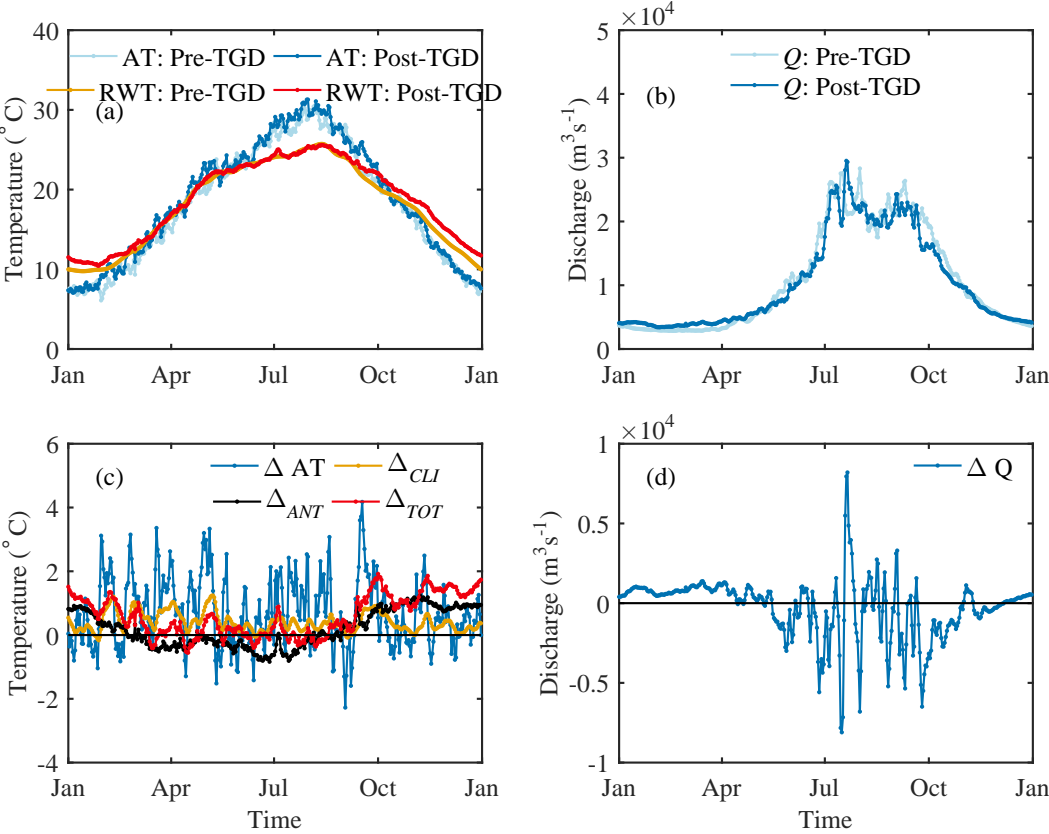 40
30
20
10
0
Temperature (°C)
AT: Pre-TGD
AT: Post-TGD
RWT: Pre-TGD
RWT: Post-TGD
(a)
Jan Apr Jul Oct Jan
×10⁴
5
4
3
2
1
0
Discharge (m³s⁻¹)
Q: Pre-TGD
Q: Post-TGD
(b)
Jan Apr Jul Oct Jan
6
4
2
0
-2
-4
Temperature (°C)
(c)
Δ AT
Δ_CLI
Δ_ANT
Δ_TOT
Jan Apr Jul Oct Jan
Time
×10⁴
1
0.5
0
-0.5
-1
Discharge (m³s⁻¹)
(d)
Δ Q
Jan Apr Jul Oct Jan
Time